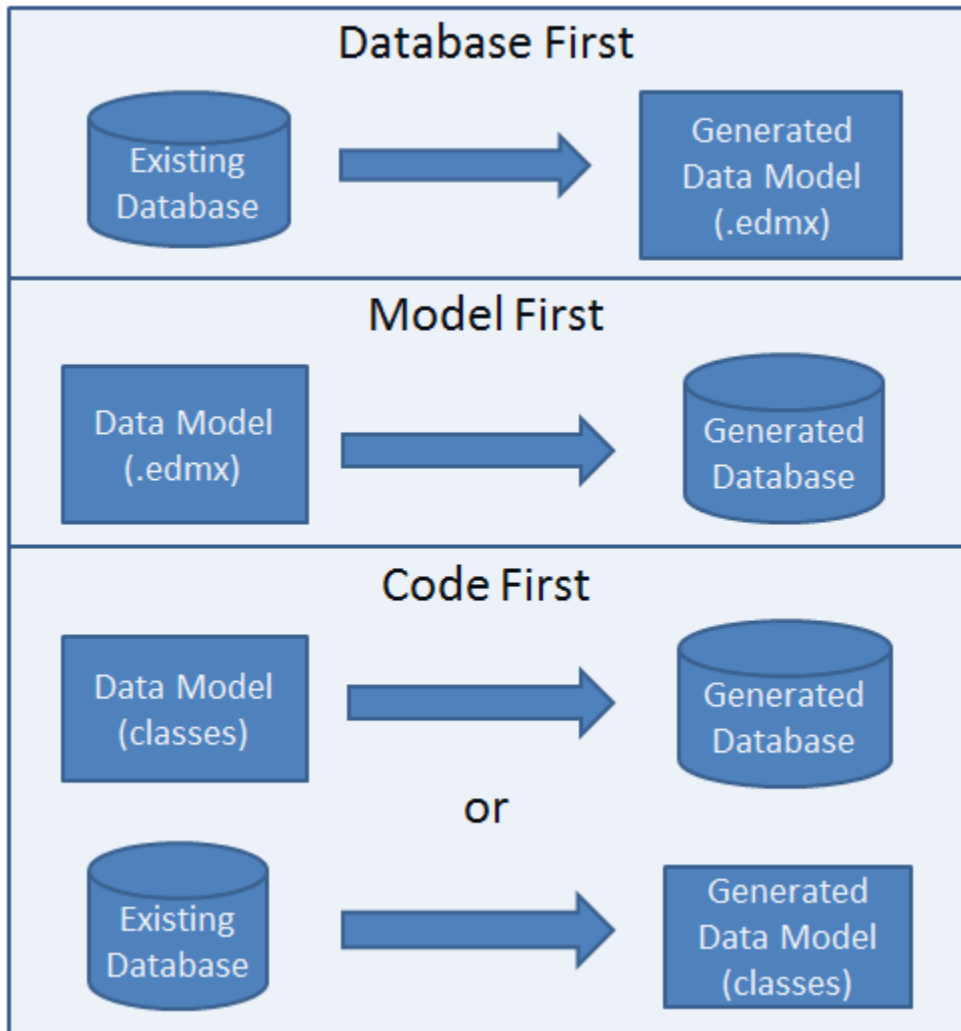 Database First
Existing
Database
Generated
Data Model
(.edmx)
Model First
Data Model
(.edmx)
Generated
Database
Code First
Data Model
(classes)
Generated
Database
or
Existing
Database
Generated
Data Model
(classes)